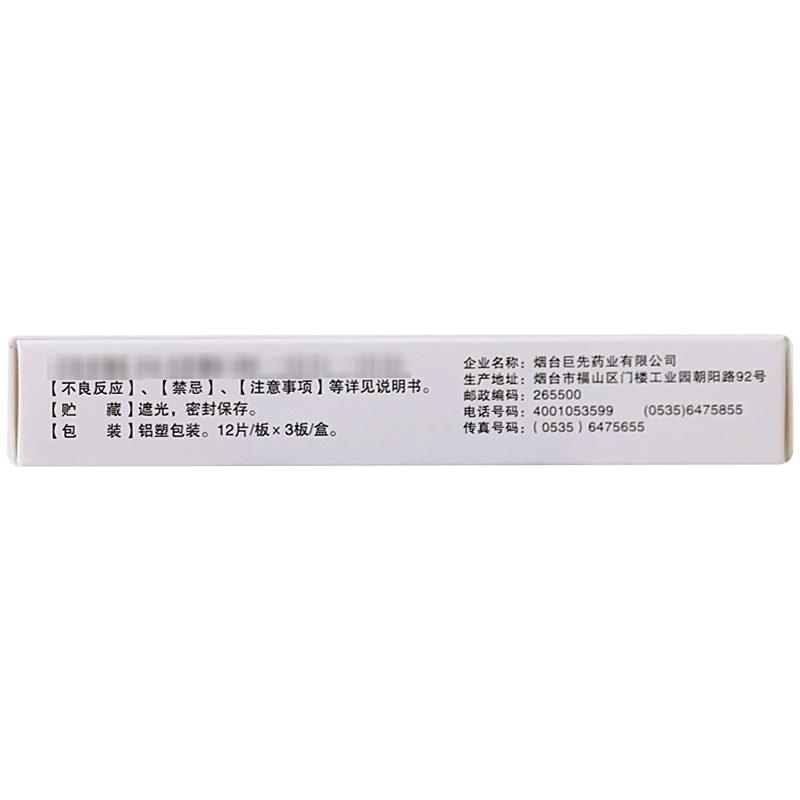 【不良反应】、【禁忌】、【注意事项】等详见说明书。
【贮　　藏】遮光，密封保存。
【包　　装】铝塑包装。12片/板×3板/盒。
企业名称：烟台巨先药业有限公司
生产地址：烟台市福山区门楼工业园朝阳路92号
邮政编码：265500
电话号码：4001053599　　(0535)6475855
传真号码：（0535）6475655